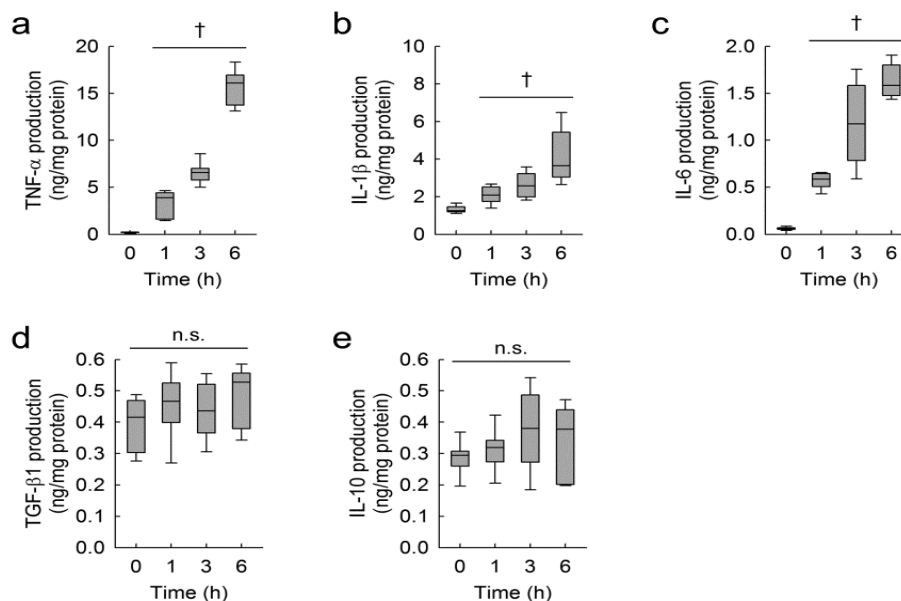 a
†
TNF-α production
(ng/mg protein)
20
15
10
5
0
0 1 3 6
Time (h)
b
†
IL-1β production
(ng/mg protein)
10
8
6
4
2
0
0 1 3 6
Time (h)
c
†
IL-6 production
(ng/mg protein)
2.0
1.5
1.0
0.5
0.0
0 1 3 6
Time (h)
d
n.s.
TGF-β1 production
(ng/mg protein)
0.6
0.5
0.4
0.3
0.2
0.1
0.0
0 1 3 6
Time (h)
e
n.s.
IL-10 production
(ng/mg protein)
0.6
0.5
0.4
0.3
0.2
0.1
0.0
0 1 3 6
Time (h)